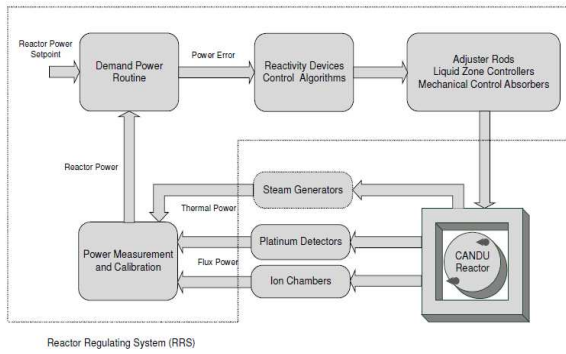 Reactor Power
Setpoint
Demand Power
Routine
Power Error
Reactivity Devices
Control Algorithms
Adjuster Rods
Liquid Zone Controllers
Mechanical Control Absorbers
Reactor Power
Steam Generators
Thermal Power
Power Measurement
and Calibration
Platinum Detectors
Flux Power
Ion Chambers
CANDU
Reactor
Reactor Regulating System (RRS)